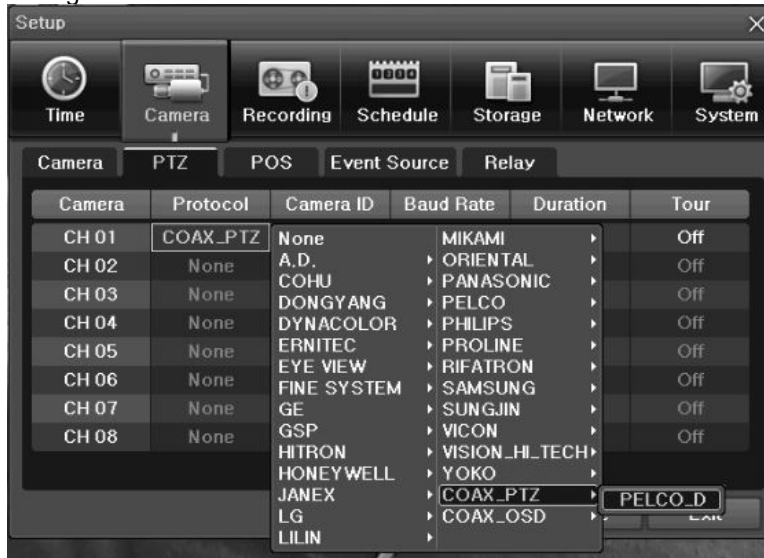 Setup
Time Camera Recording Schedule Storage Network System
Camera PTZ POS Event Source Relay
Camera Protocol Camera ID Baud Rate Duration Tour
CH 01 COAX_PTZ Off
CH 02 None Off
CH 03 None Off
CH 04 None Off
CH 05 None Off
CH 06 None Off
CH 07 None Off
CH 08 None Off
None
A.D.
COHU
DONGYANG
DYNACOLOR
ERNITEC
EYE VIEW
FINE SYSTEM
GE
GSP
HITRON
HONEYWELL
JANEX
LG
LILIN
MIKAMI
ORIENTAL
PANASONIC
PELCO
PHILIPS
PROLINE
RIFATRON
SAMSUNG
SUNGJIN
VICON
VISION_HI_TECH
YOKO
COAX_PTZ
COAX_OSD
PELCO_D